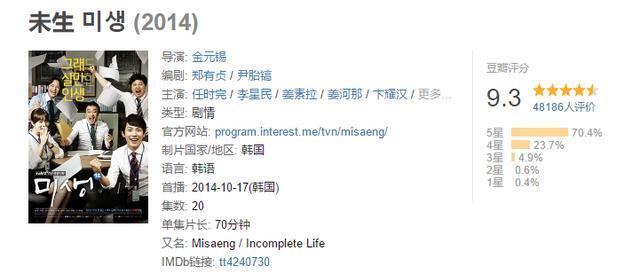 未生 미생 (2014)
그래도
살만한
인생
미생
导演: 金元锡
编剧: 郑有贞 / 尹胎镐
主演: 任时完 / 李星民 / 姜素拉 / 姜河那 / 卞耀汉 / 更多...
类型: 剧情
官方网站: program.interest.me/tvn/misaeng/
制片国家/地区: 韩国
语言: 韩语
首播: 2014-10-17(韩国)
集数: 20
单集片长: 70分钟
又名: Misaeng / Incomplete Life
IMDb链接: tt4240730
豆瓣评分
9.3
48186人评价
5星 70.4%
4星 23.7%
3星 4.9%
2星 0.6%
1星 0.4%